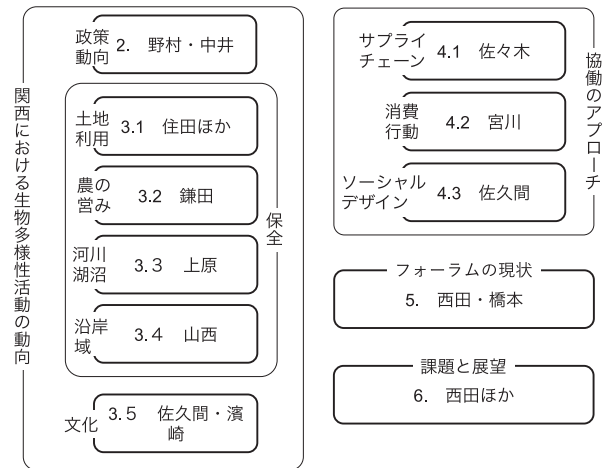 関西における生物多様性活動の動向
政策
動向
2. 野村・中井
保全
土地
利用
3.1 住田ほか
農の
営み
3.2 鎌田
河川
湖沼
3.3 上原
沿岸
域
3.4 山西
文化
3.5 佐久間・濱
崎
協働のアプローチ
サプライ
チェーン
4.1 佐々木
消費
行動
4.2 宮川
ソーシャル
デザイン
4.3 佐久間
フォーラムの現状
5. 西田・橋本
課題と展望
6. 西田ほか